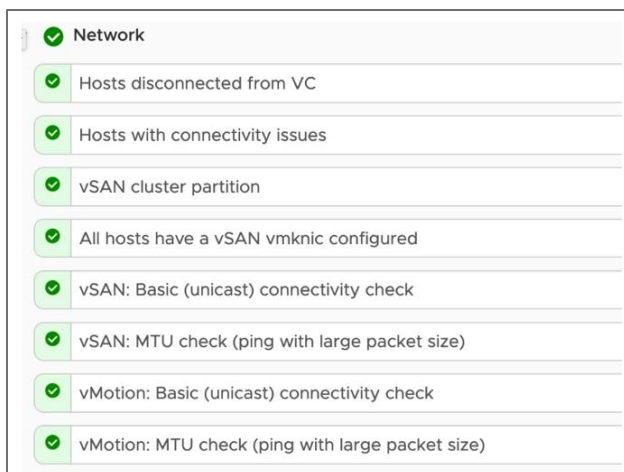 Network
Hosts disconnected from VC
Hosts with connectivity issues
vSAN cluster partition
All hosts have a vSAN vmknic configured
vSAN: Basic (unicast) connectivity check
vSAN: MTU check (ping with large packet size)
vMotion: Basic (unicast) connectivity check
vMotion: MTU check (ping with large packet size)